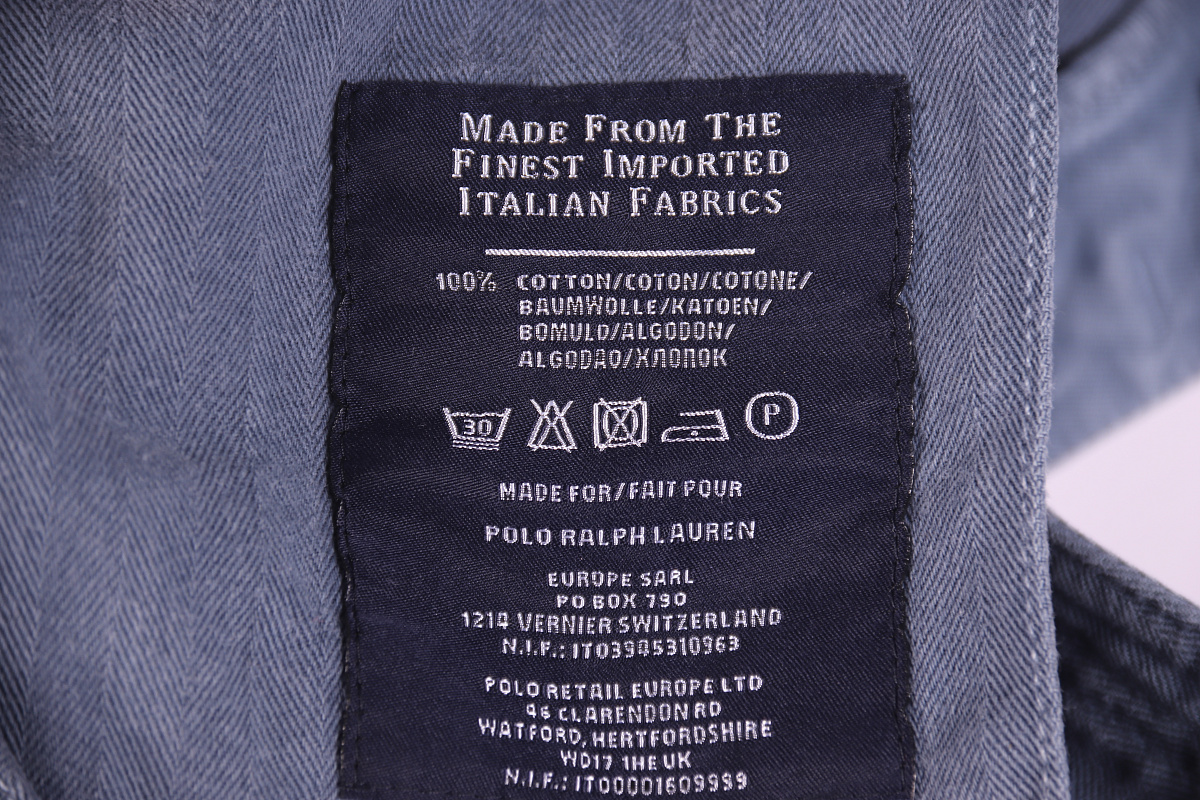 MADE FROM THE
FINEST IMPORTED
ITALIAN FABRICS
100% COTTON/COTON/COTONE/
BAUMWOLLE/KATOEN/
BOMULD/ALGODON/
ALGODAO/ХЛОПОК
30
P
MADE FOR/FAIT POUR
POLO RALPH LAUREN
EUROPE SARL
PO BOX 790
1214 VERNIER SWITZERLAND
N.I.F.: IT03945310963
POLO RETAIL EUROPE LTD
46 CLARENDON RD
WATFORD, HERTFORDSHIRE
WD17 1HE UK
N.I.F.: IT00001609999